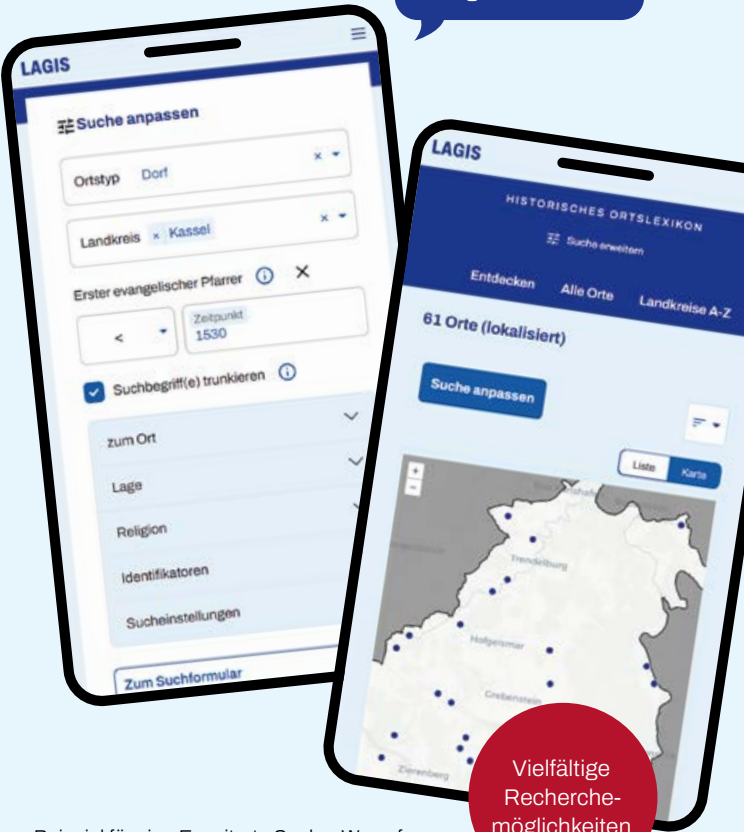 LAGIS
Suche anpassen
Ortstyp Dorf
Landkreis × Kassel
Erster evangelischer Pfarrer
< Zeitpunkt
1530
Suchbegriff(e) trunkieren
zum Ort
Lage
Religion
Identifikatoren
Sucheinstellungen
Zum Suchformular
LAGIS
HISTORISCHES ORTSLEXIKON
Suche erweitern
Entdecken Alle Orte Landkreise A-Z
61 Orte (lokalisiert)
Suche anpassen
Liste Karte
+
−
Trendelburg
Hofgeismar
Grebenstein
Zierenberg
Vielfältige
Recherche-
möglichkeiten